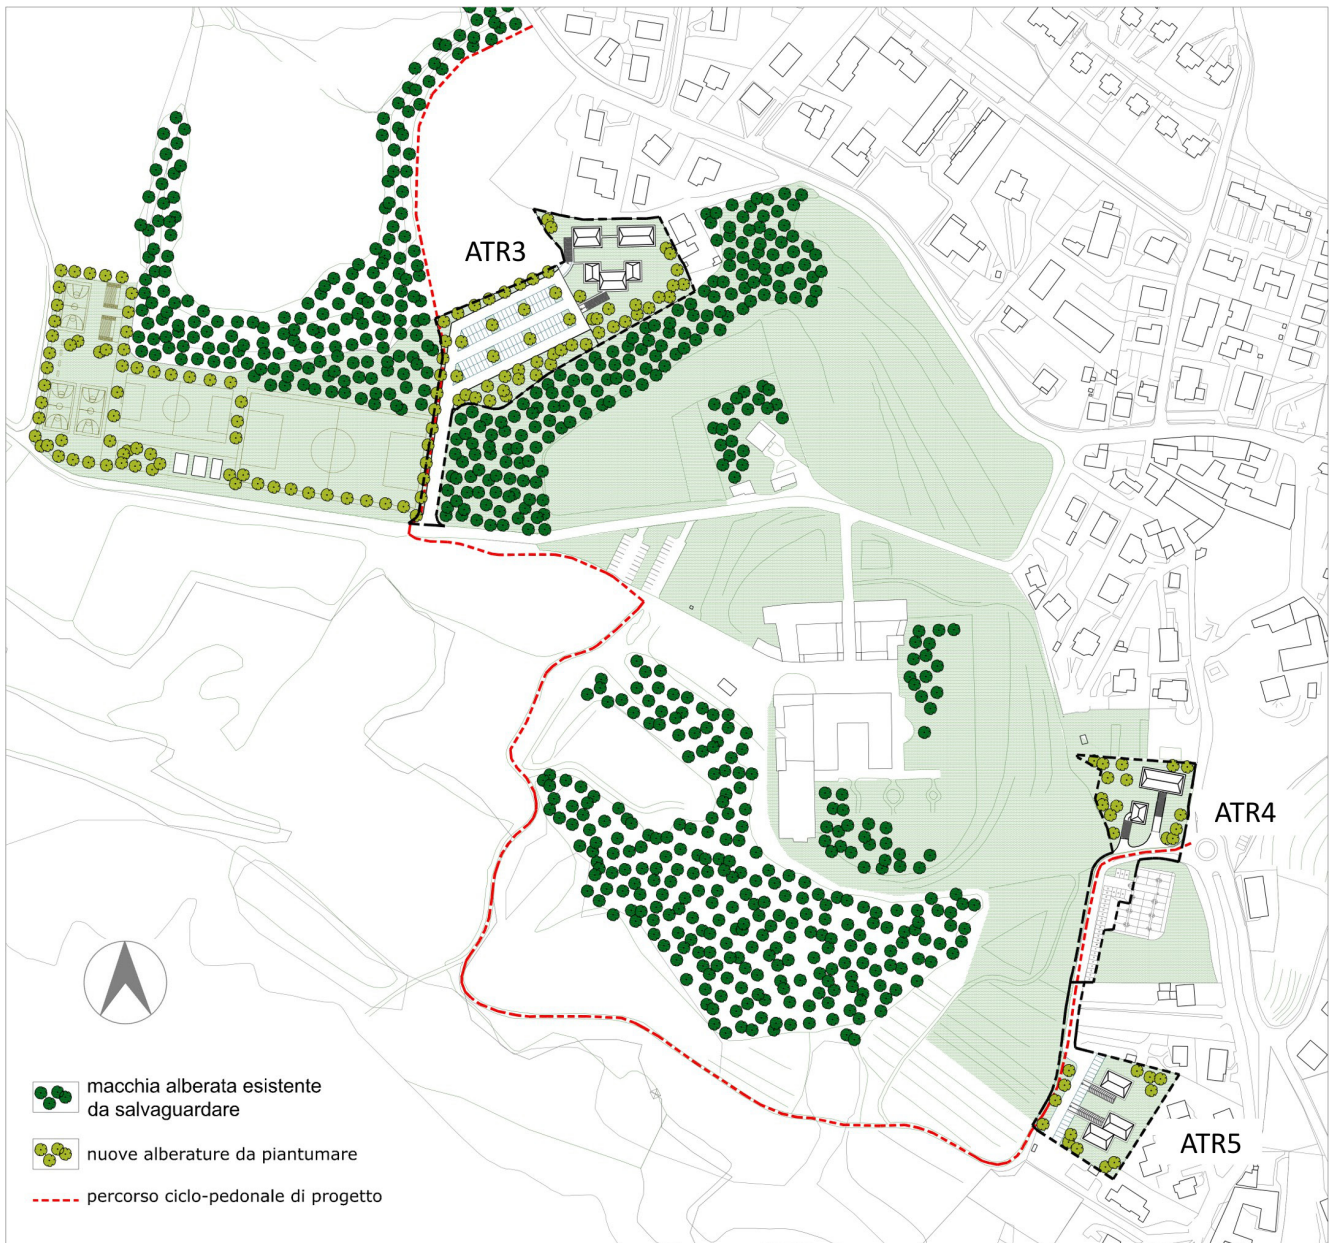 ATR3
ATR4
ATR5
macchia alberata esistente
da salvaguardare
nuove alberature da piantumare
percorso ciclo-pedonale di progetto